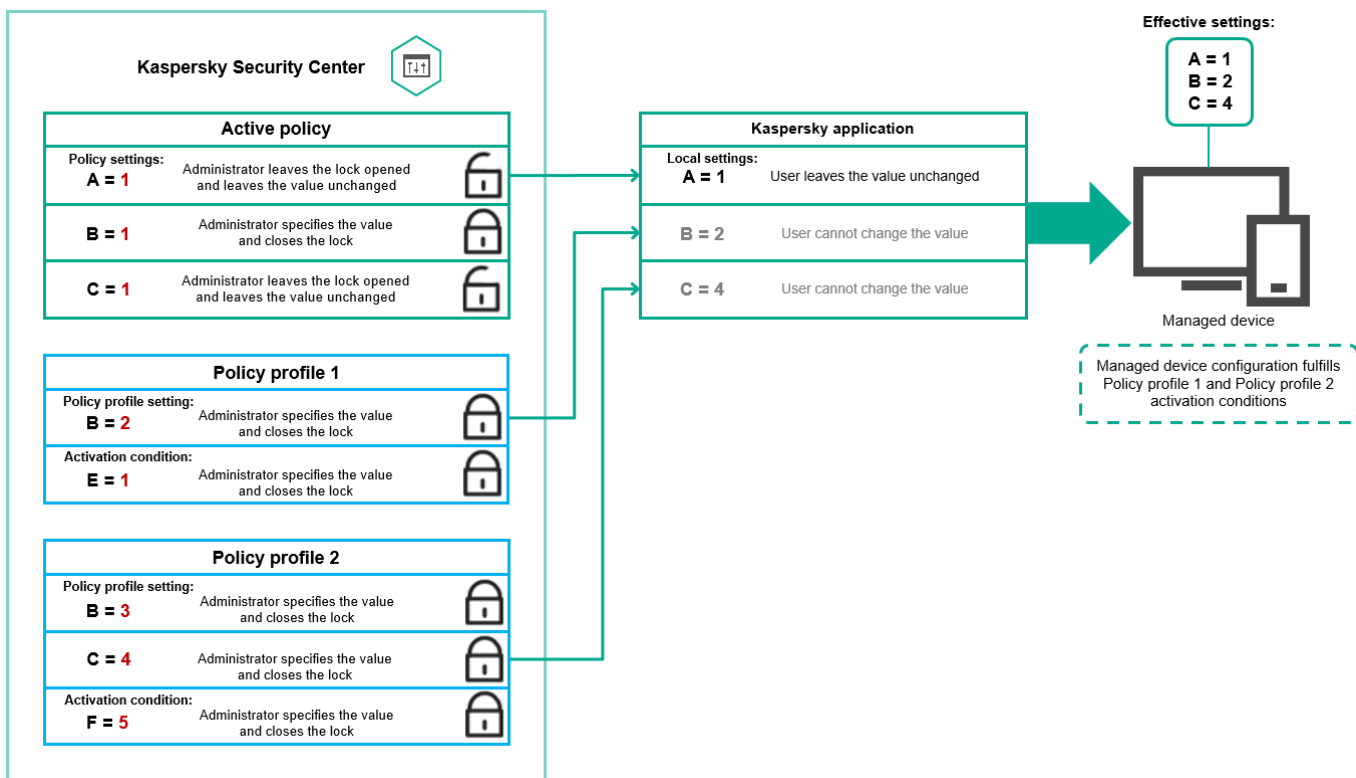 Kaspersky Security Center
Active policy
Policy settings:
A = 1
Administrator leaves the lock opened
and leaves the value unchanged
B = 1
Administrator specifies the value
and closes the lock
C = 1
Administrator leaves the lock opened
and leaves the value unchanged
Policy profile 1
Policy profile setting:
B = 2
Administrator specifies the value
and closes the lock
Activation condition:
E = 1
Administrator specifies the value
and closes the lock
Policy profile 2
Policy profile setting:
B = 3
Administrator specifies the value
and closes the lock
C = 4
Administrator specifies the value
and closes the lock
Activation condition:
F = 5
Administrator specifies the value
and closes the lock
Kaspersky application
Local settings:
A = 1
User leaves the value unchanged
B = 2
User cannot change the value
C = 4
User cannot change the value
Effective settings:
A = 1
B = 2
C = 4
Managed device
Managed device configuration fulfills
Policy profile 1 and Policy profile 2
activation conditions